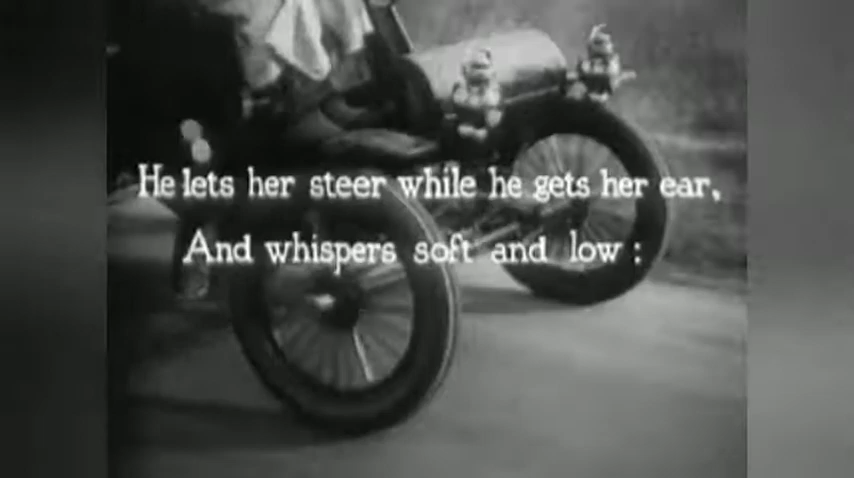 He lets her steer while he gets her ear,
And whispers soft and low :